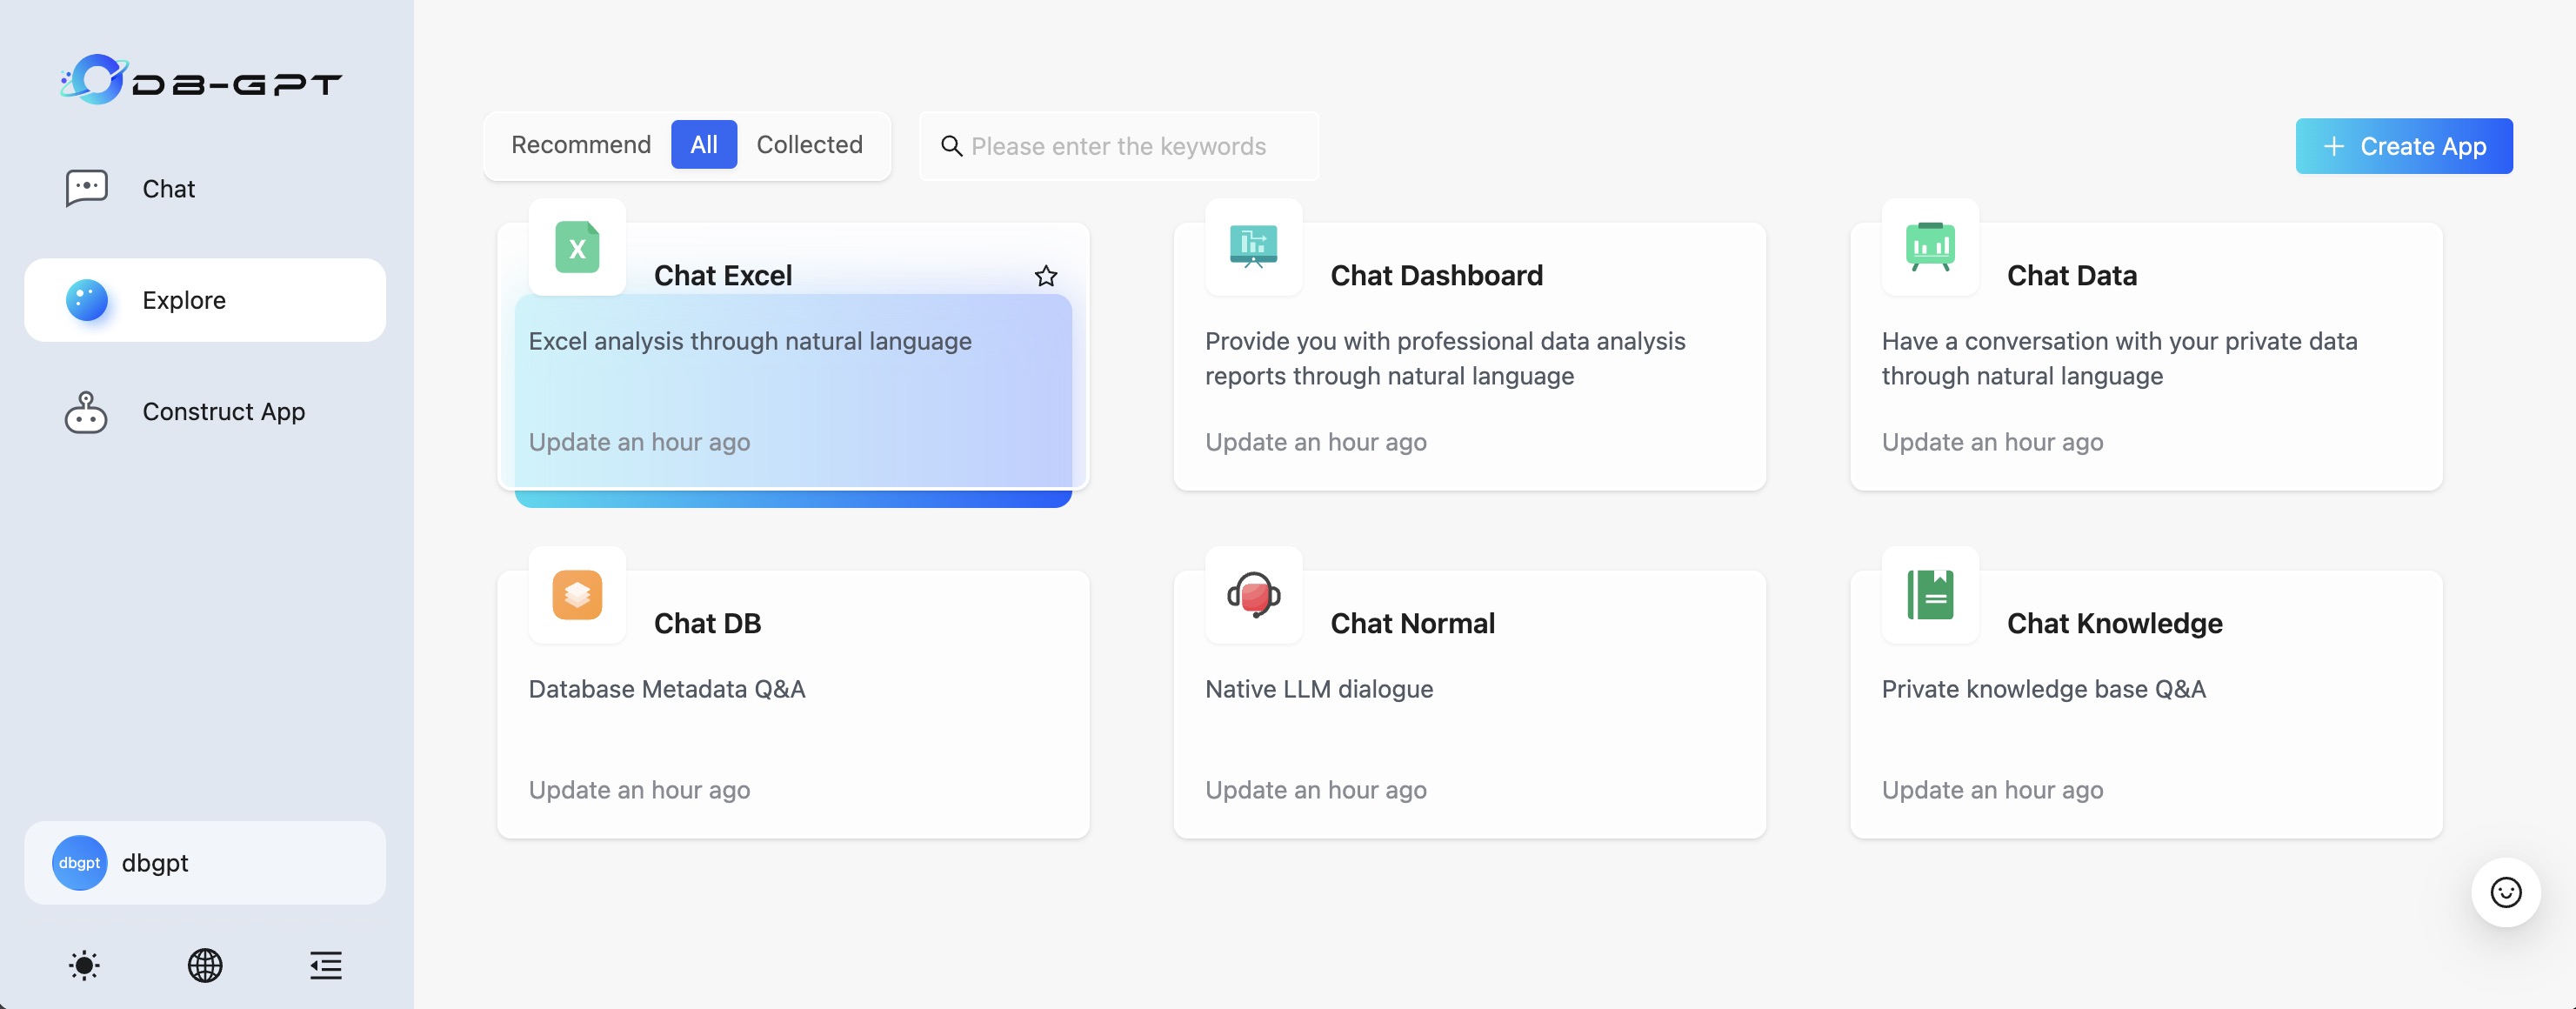 DB-GPT
Chat
Explore
Construct App
dbgpt dbgpt
Recommend All Collected
Please enter the keywords
+ Create App
X
Chat Excel
Excel analysis through natural language
Update an hour ago
Chat Dashboard
Provide you with professional data analysis
reports through natural language
Update an hour ago
Chat Data
Have a conversation with your private data
through natural language
Update an hour ago
Chat DB
Database Metadata Q&A
Update an hour ago
Chat Normal
Native LLM dialogue
Update an hour ago
Chat Knowledge
Private knowledge base Q&A
Update an hour ago